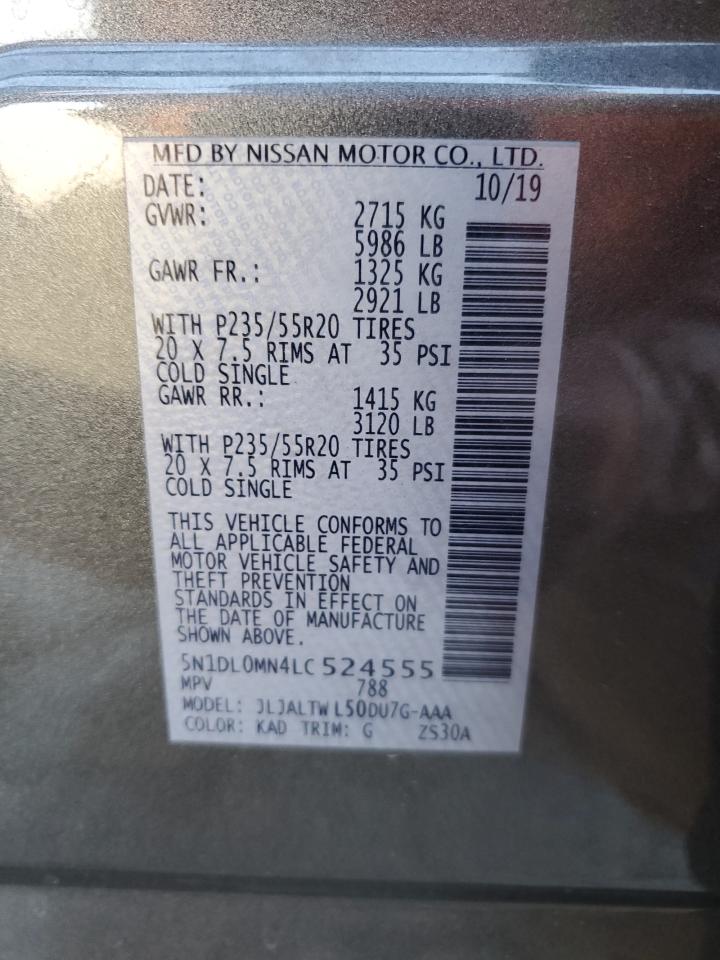 MFD BY NISSAN MOTOR CO., LTD.
DATE: 10/19
GVWR: 2715 KG
5986 LB
GAWR FR.: 1325 KG
2921 LB
WITH P235/55R20 TIRES
20 X 7.5 RIMS AT 35 PSI
COLD SINGLE
GAWR RR.: 1415 KG
3120 LB
WITH P235/55R20 TIRES
20 X 7.5 RIMS AT 35 PSI
COLD SINGLE
THIS VEHICLE CONFORMS TO
ALL APPLICABLE FEDERAL
MOTOR VEHICLE SAFETY AND
THEFT PREVENTION
STANDARDS IN EFFECT ON
THE DATE OF MANUFACTURE
SHOWN ABOVE.
5N1DL0MN4LC524555
MPV 788
MODEL: JLJALTWL50DU7G-AAA
COLOR: KAD TRIM: G ZS30A